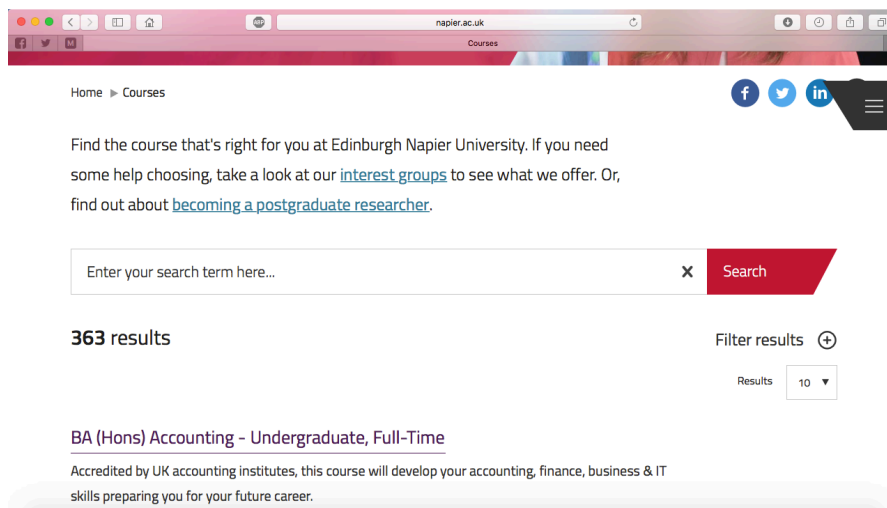 ABP
napier.ac.uk
f
M
Courses
Home ▶ Courses
f
in
Find the course that's right for you at Edinburgh Napier University. If you need
some help choosing, take a look at our interest groups to see what we offer. Or,
find out about becoming a postgraduate researcher.
Enter your search term here...
Search
363 results
Filter results
Results
10
BA (Hons) Accounting - Undergraduate, Full-Time
Accredited by UK accounting institutes, this course will develop your accounting, finance, business & IT
skills preparing you for your future career.